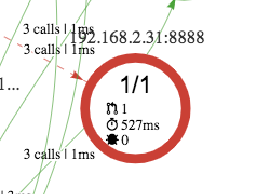 3 calls | 1ms
192.168.2.31:8888
3 calls | 1ms
1...
1/1
1
527ms
0
3 calls | 1ms